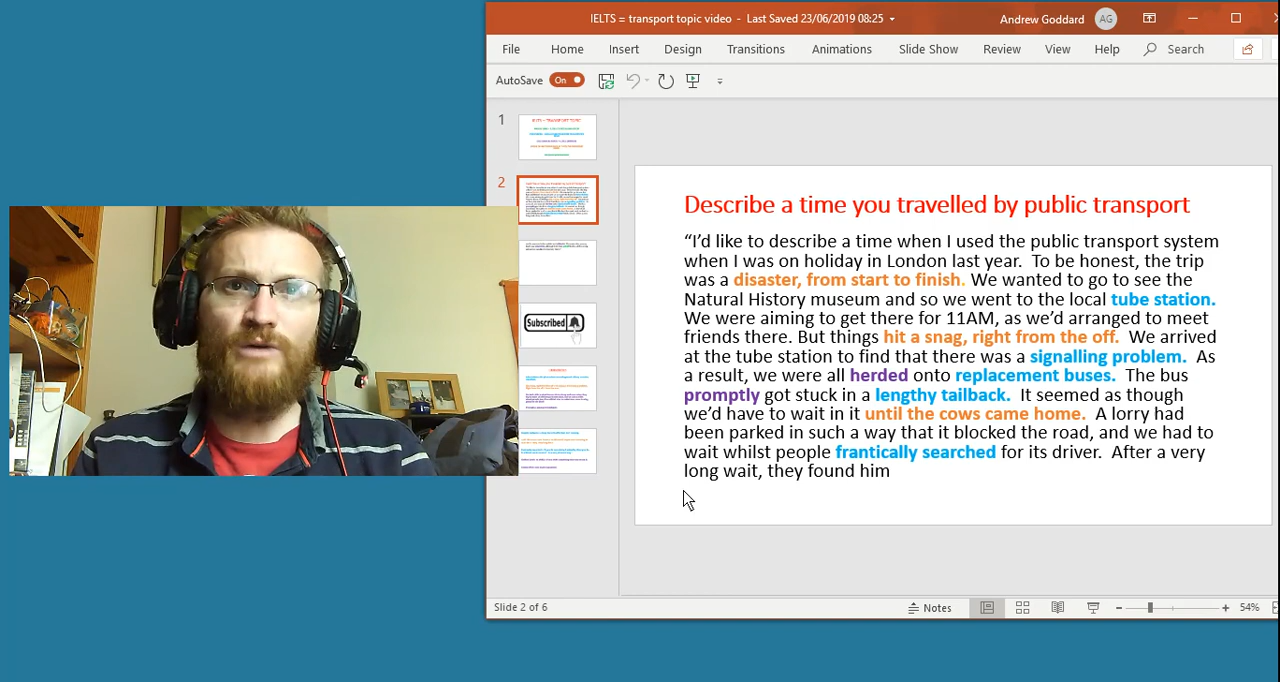 IELTS = transport topic video - Last Saved 23/06/2019 08:25
Andrew Goddard AG
File Home Insert Design Transitions Animations Slide Show Review View Help Search
AutoSave On
1
2
Subscribed
Describe a time you travelled by public transport
“I’d like to describe a time when I used the public transport system
when I was on holiday in London last year. To be honest, the trip
was a disaster, from start to finish. We wanted to go to see the
Natural History museum and so we went to the local tube station.
We were aiming to get there for 11AM, as we’d arranged to meet
friends there. But things hit a snag, right from the off. We arrived
at the tube station to find that there was a signalling problem. As
a result, we were all herded onto replacement buses. The bus
promptly got stuck in a lengthy tailback. It seemed as though
we’d have to wait in it until the cows came home. A lorry had
been parked in such a way that it blocked the road, and we had to
wait whilst people frantically searched for its driver. After a very
long wait, they found him
Slide 2 of 6
Notes
54%